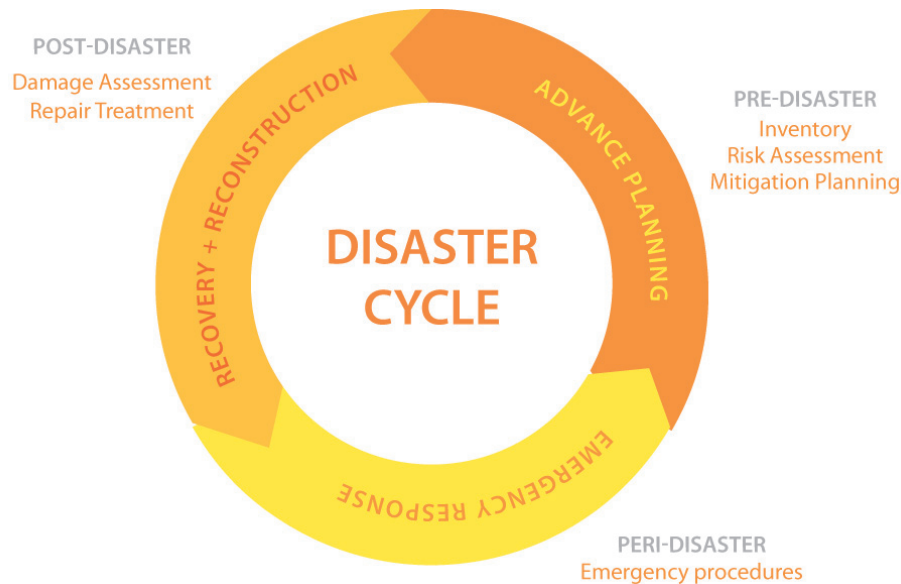 POST-DISASTER
Damage Assessment
Repair Treatment
RECOVERY + RECONSTRUCTION
ADVANCE PLANNING
PRE-DISASTER
Inventory
Risk Assessment
Mitigation Planning
DISASTER
CYCLE
EMERGENCY RESPONSE
PERI-DISASTER
Emergency procedures